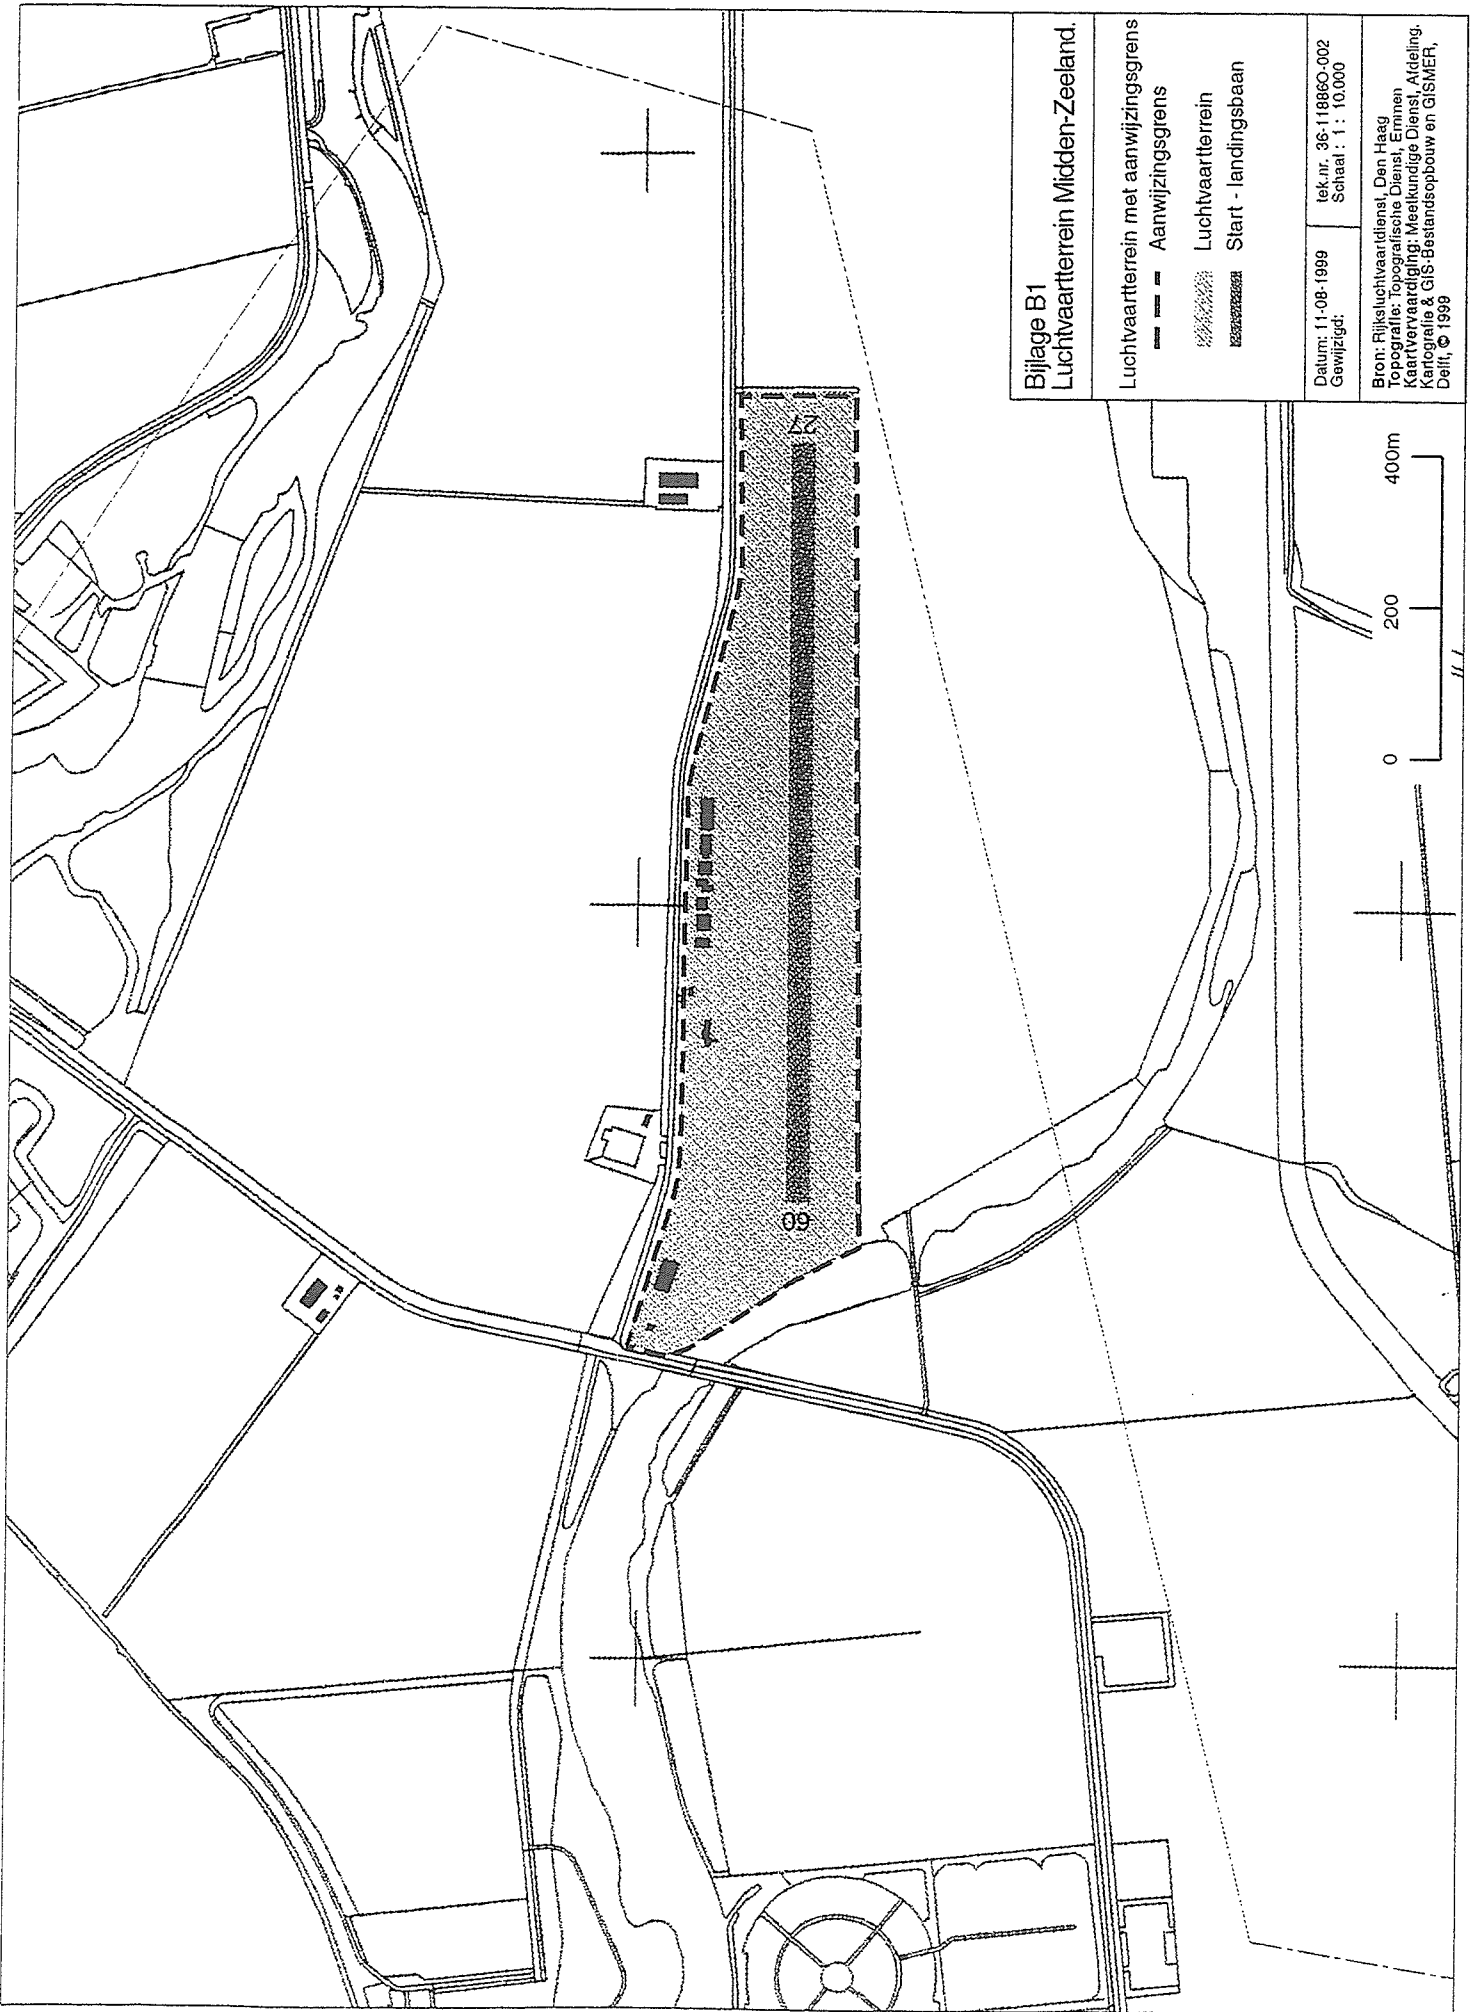 Bijlage B1
Luchtvaartterrein Midden-Zeeland.
Luchtvaartterrein met aanwijzingsgrens
Aanwijzingsgrens
Luchtvaartterrein
Start - landingsbaan
Datum: 11-08-1999
Gewijzigd:
tek.nr. 36-11886O-002
Schaal : 1 : 10.000
Bron: Rijksluchtvaartdienst, Den Haag
Topografie: Topografische Dienst, Emmen
Kaartvervaardiging: Meetkundige Dienst, Afdeling.
Kartografie & GIS-Bestandsopbouw en GISMER,
Delft, © 1999
0 200 400m
09
27